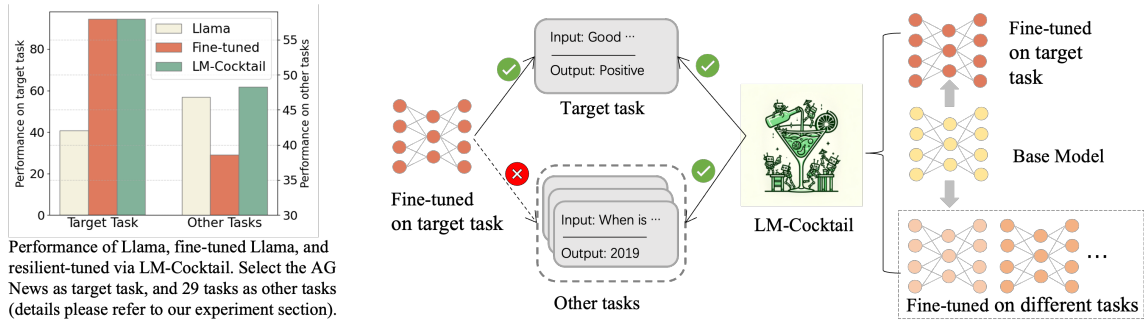 Llama
Fine-tuned
LM-Cocktail
Performance on target task
80
60
40
20
0
Performance on other tasks
55
50
45
40
35
30
Target Task
Other Tasks
Performance of Llama, fine-tuned Llama, and
resilient-tuned via LM-Cocktail. Select the AG
News as target task, and 29 tasks as other tasks
(details please refer to our experiment section).
Fine-tuned
on target task
Input: Good ···
Output: Positive
Target task
Input: When is ···
Output: 2019
Other tasks
LM-Cocktail
Fine-tuned
on target
task
Base Model
...
Fine-tuned on different tasks